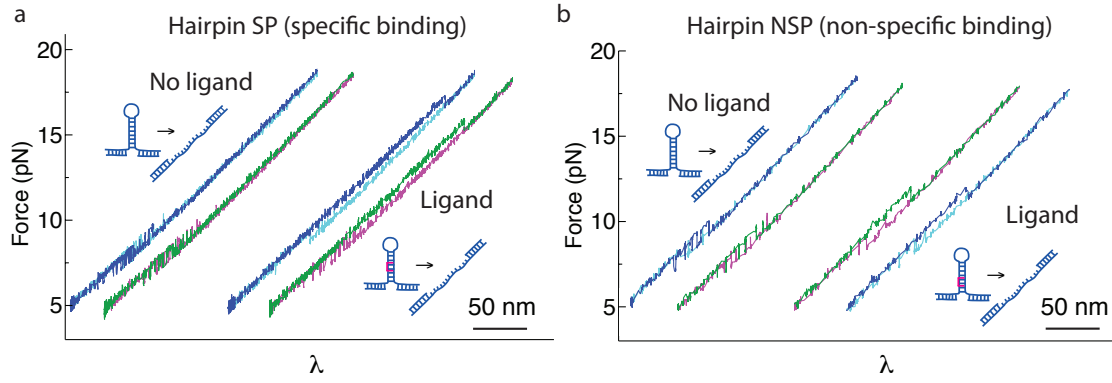 a
Hairpin SP (specific binding)
20
15
10
5
Force (pN)
No ligand
Ligand
50 nm
λ
b
Hairpin NSP (non-specific binding)
20
15
10
5
Force (pN)
No ligand
Ligand
50 nm
λ